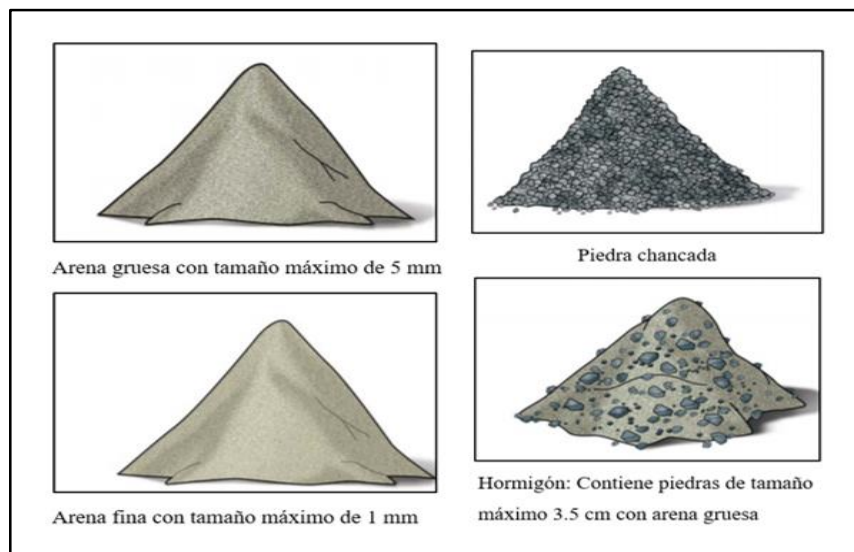 Arena gruesa con tamaño máximo de 5 mm
Piedra chancada
Arena fina con tamaño máximo de 1 mm
Hormigón: Contiene piedras de tamaño
máximo 3.5 cm con arena gruesa